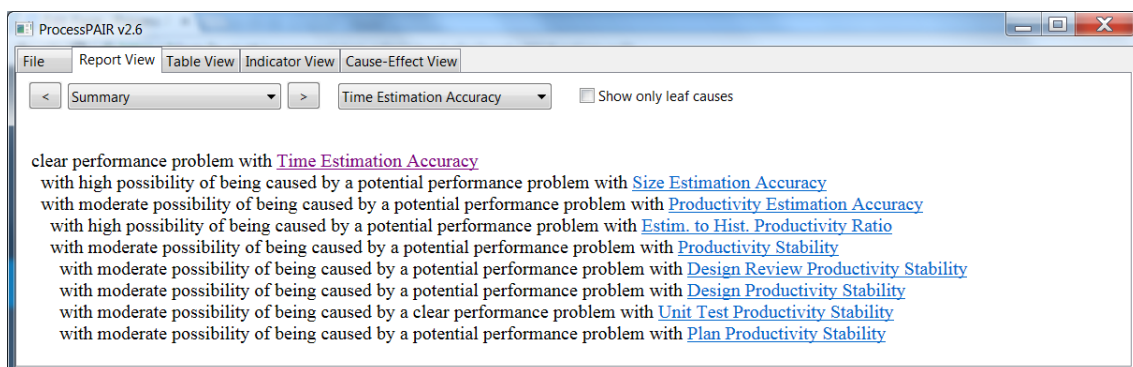 ProcessPAIR v2.6
File Report View Table View Indicator View Cause-Effect View
< Summary > Time Estimation Accuracy Show only leaf causes
clear performance problem with Time Estimation Accuracy
with high possibility of being caused by a potential performance problem with Size Estimation Accuracy
with moderate possibility of being caused by a potential performance problem with Productivity Estimation Accuracy
with high possibility of being caused by a potential performance problem with Estim. to Hist. Productivity Ratio
with moderate possibility of being caused by a potential performance problem with Productivity Stability
with moderate possibility of being caused by a potential performance problem with Design Review Productivity Stability
with moderate possibility of being caused by a potential performance problem with Design Productivity Stability
with moderate possibility of being caused by a clear performance problem with Unit Test Productivity Stability
with moderate possibility of being caused by a potential performance problem with Plan Productivity Stability